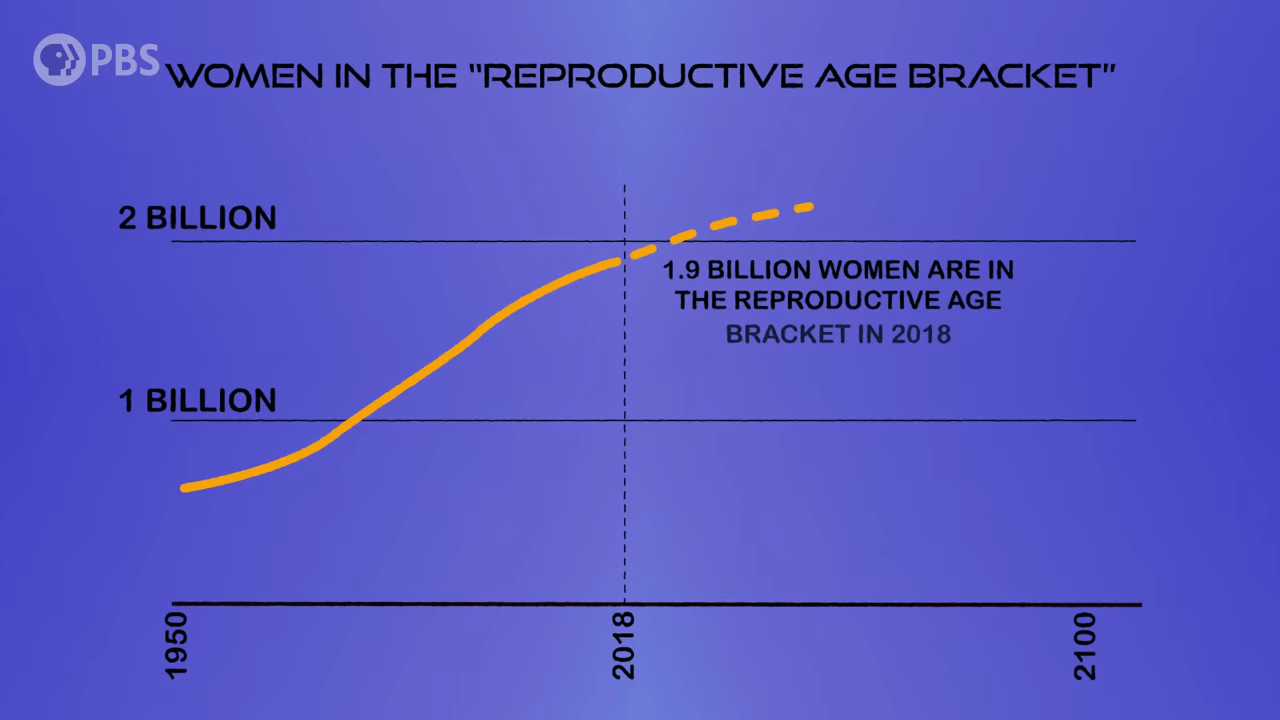 PBS
WOMEN IN THE "REPRODUCTIVE AGE BRACKET"
2 BILLION
1.9 BILLION WOMEN ARE IN
THE REPRODUCTIVE AGE
BRACKET IN 2018
1 BILLION
1950
2018
2100